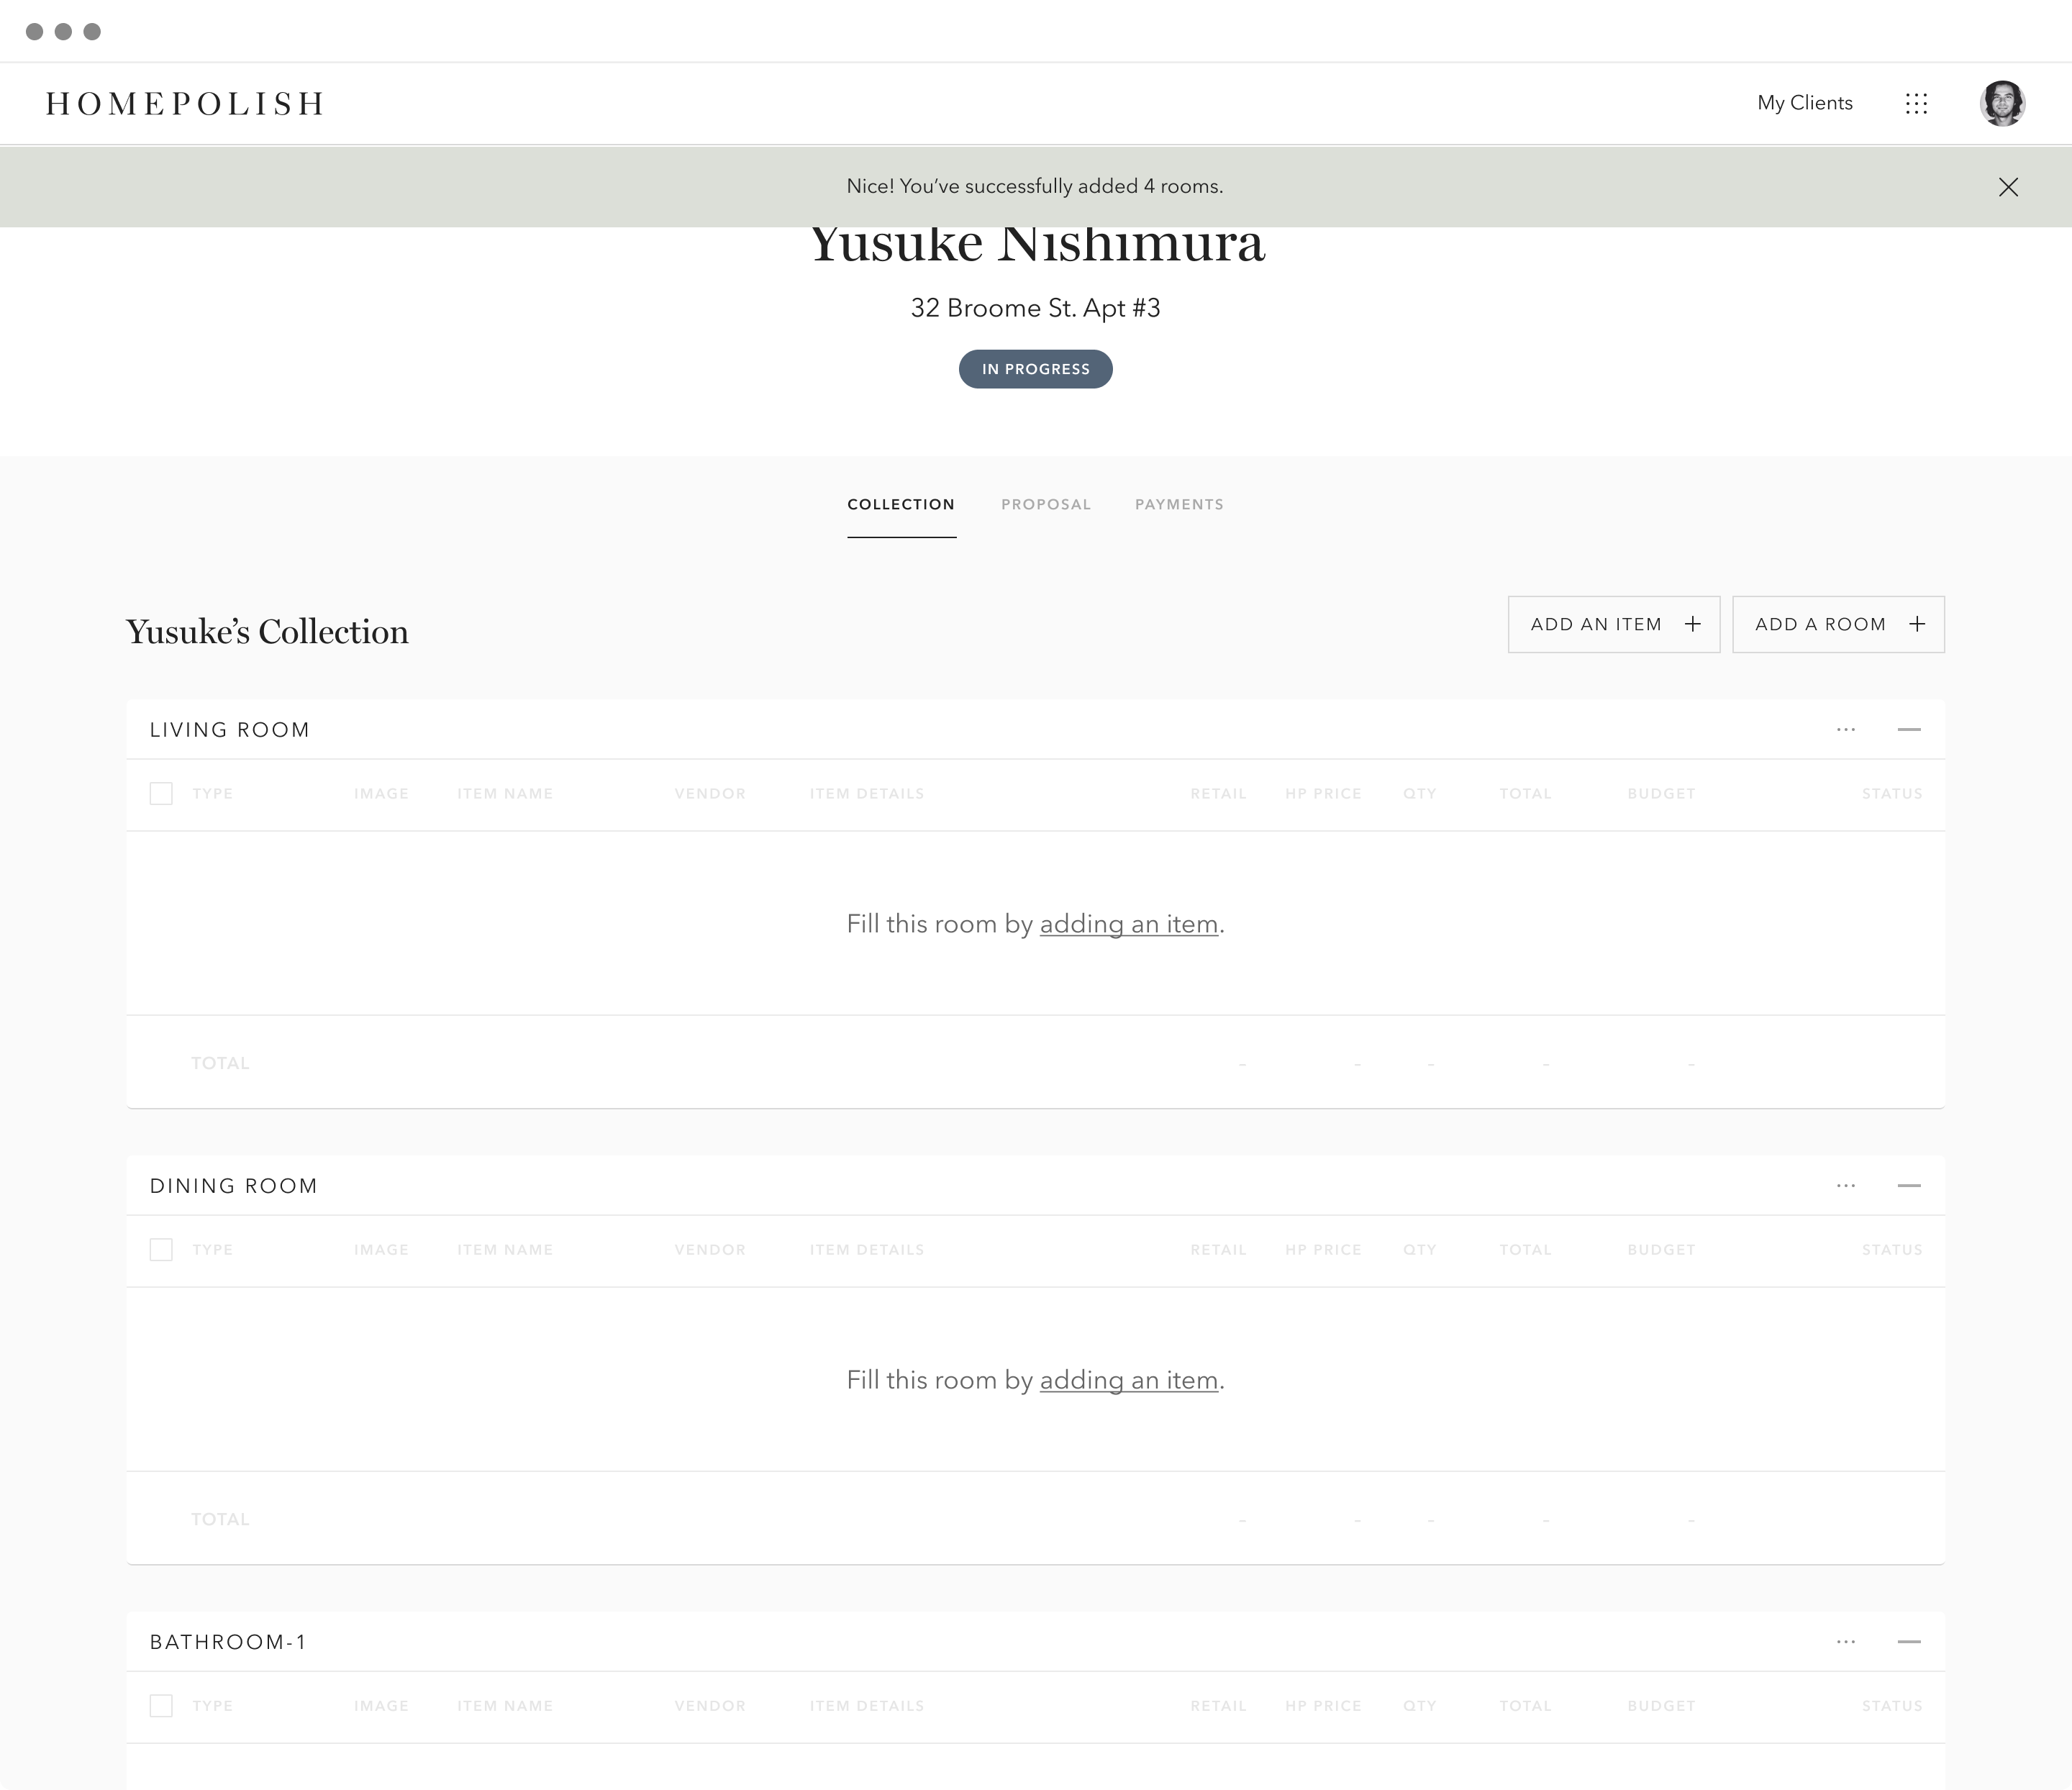 HOMEPOLISH
My Clients
Nice! You’ve successfully added 4 rooms.
Yusuke Nishimura
32 Broome St. Apt #3
IN PROGRESS
COLLECTION PROPOSAL PAYMENTS
Yusuke’s Collection
ADD AN ITEM +
ADD A ROOM +
LIVING ROOM
TYPE IMAGE ITEM NAME VENDOR ITEM DETAILS RETAIL HP PRICE QTY TOTAL BUDGET STATUS
Fill this room by adding an item.
TOTAL - - - - -
DINING ROOM
TYPE IMAGE ITEM NAME VENDOR ITEM DETAILS RETAIL HP PRICE QTY TOTAL BUDGET STATUS
Fill this room by adding an item.
TOTAL - - - - -
BATHROOM-1
TYPE IMAGE ITEM NAME VENDOR ITEM DETAILS RETAIL HP PRICE QTY TOTAL BUDGET STATUS